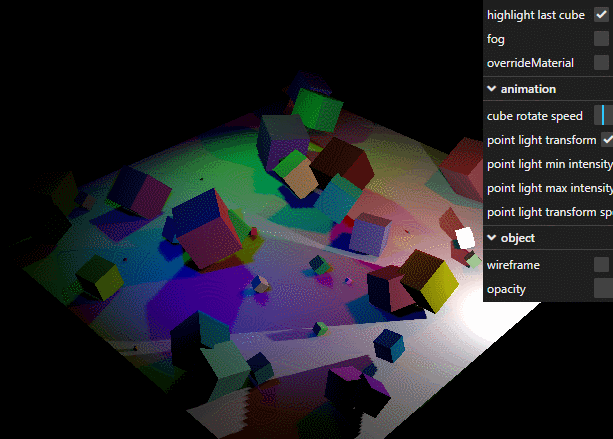 highlight last cube
fog
overrideMaterial
animation
cube rotate speed
point light transform
point light min intensity
point light max intensity
point light transform spe
object
wireframe
opacity